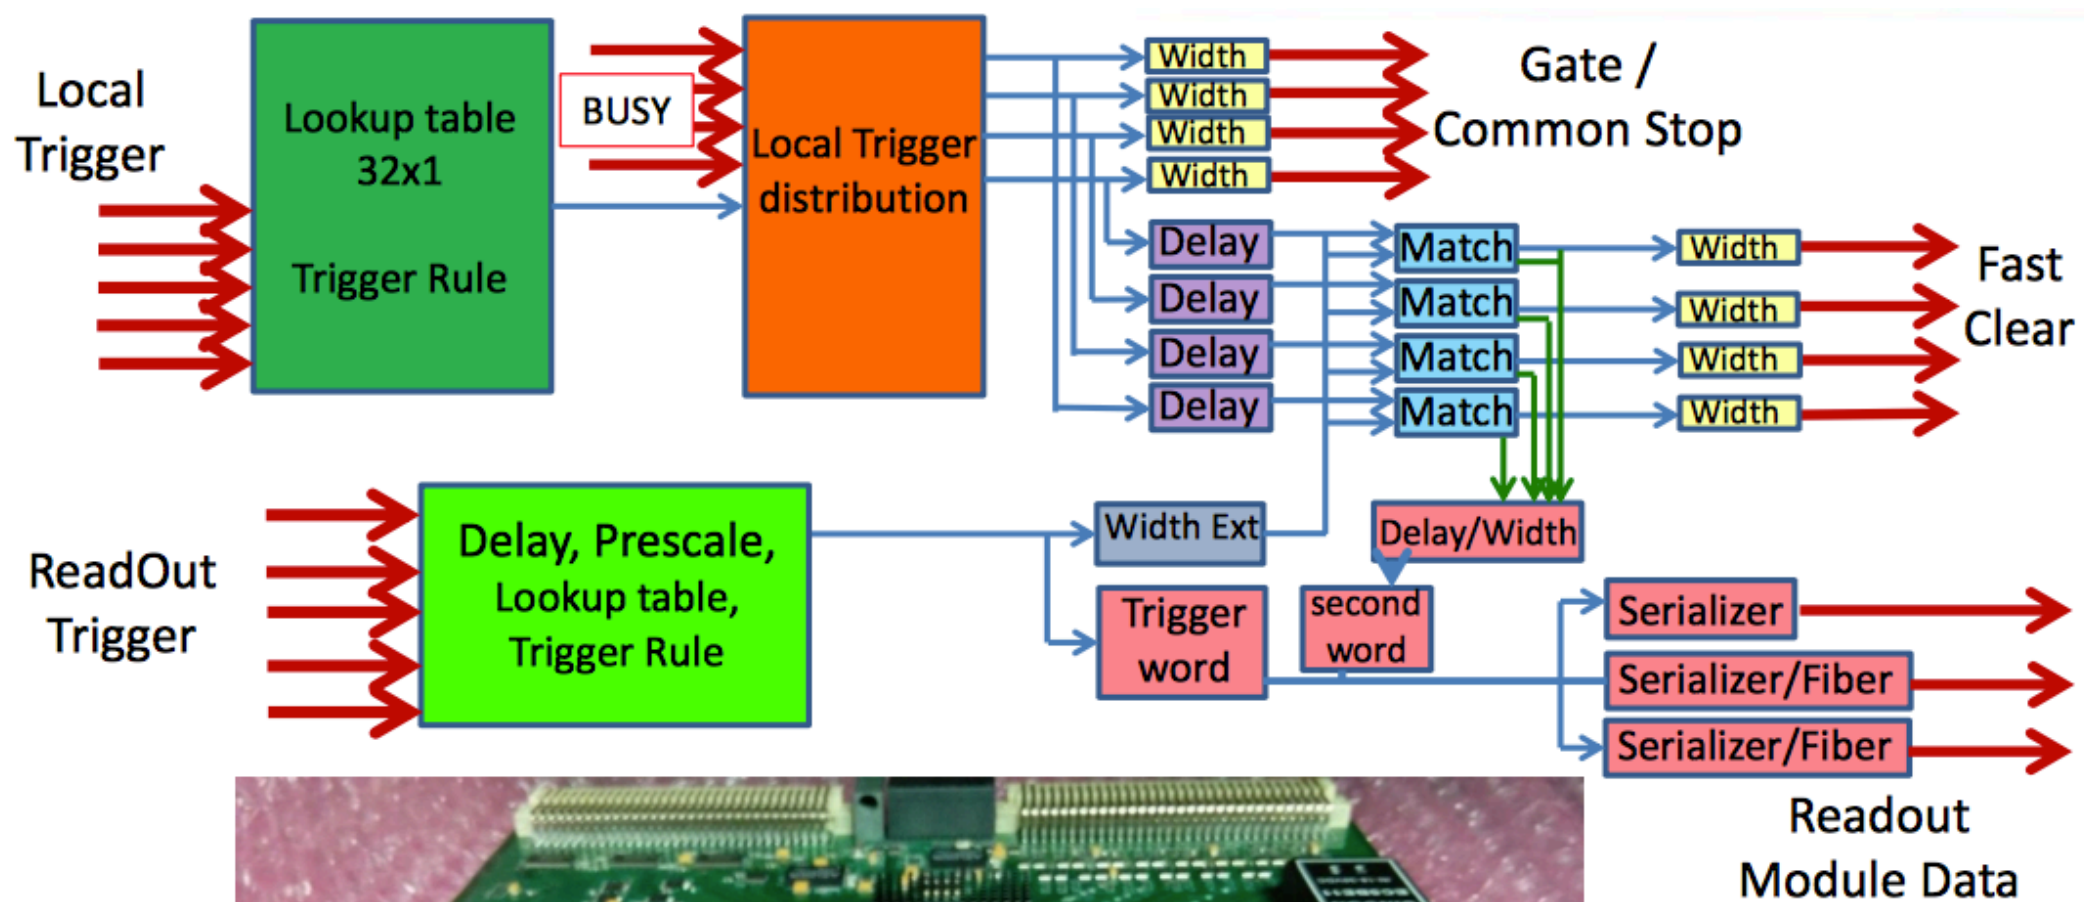 Local
Trigger
Lookup table
32x1
Trigger Rule
BUSY
Local Trigger
distribution
Width
Width
Width
Width
Gate /
Common Stop
Delay
Delay
Delay
Delay
Match
Match
Match
Match
Width
Width
Width
Width
Fast
Clear
ReadOut
Trigger
Delay, Prescale,
Lookup table,
Trigger Rule
Width Ext
Trigger
word
Delay/Width
second
word
Serializer
Serializer/Fiber
Serializer/Fiber
Readout
Module Data